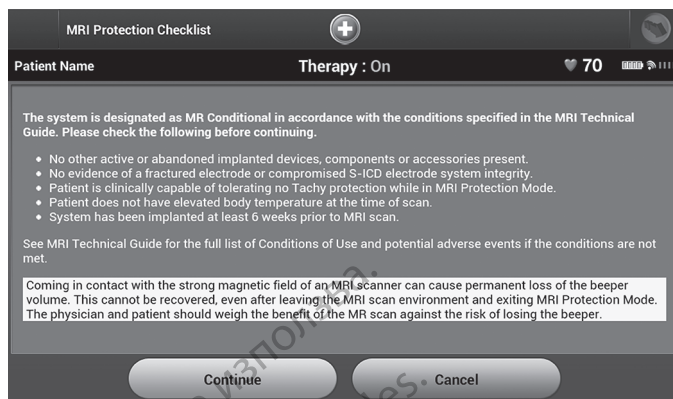 MRI Protection Checklist
Patient Name
Therapy : On
70
The system is designated as MR Conditional in accordance with the conditions specified in the MRI Technical
Guide. Please check the following before continuing.
• No other active or abandoned implanted devices, components or accessories present.
• No evidence of a fractured electrode or compromised S-ICD electrode system integrity.
• Patient is clinically capable of tolerating no Tachy protection while in MRI Protection Mode.
• Patient does not have elevated body temperature at the time of scan.
• System has been implanted at least 6 weeks prior to MRI scan.
See MRI Technical Guide for the full list of Conditions of Use and potential adverse events if the conditions are not
met.
Coming in contact with the strong magnetic field of an MRI scanner can cause permanent loss of the beeper
volume. This cannot be recovered, even after leaving the MRI scan environment and exiting MRI Protection Mode.
The physician and patient should weigh the benefit of the MR scan against the risk of losing the beeper.
Continue
Cancel
използва.